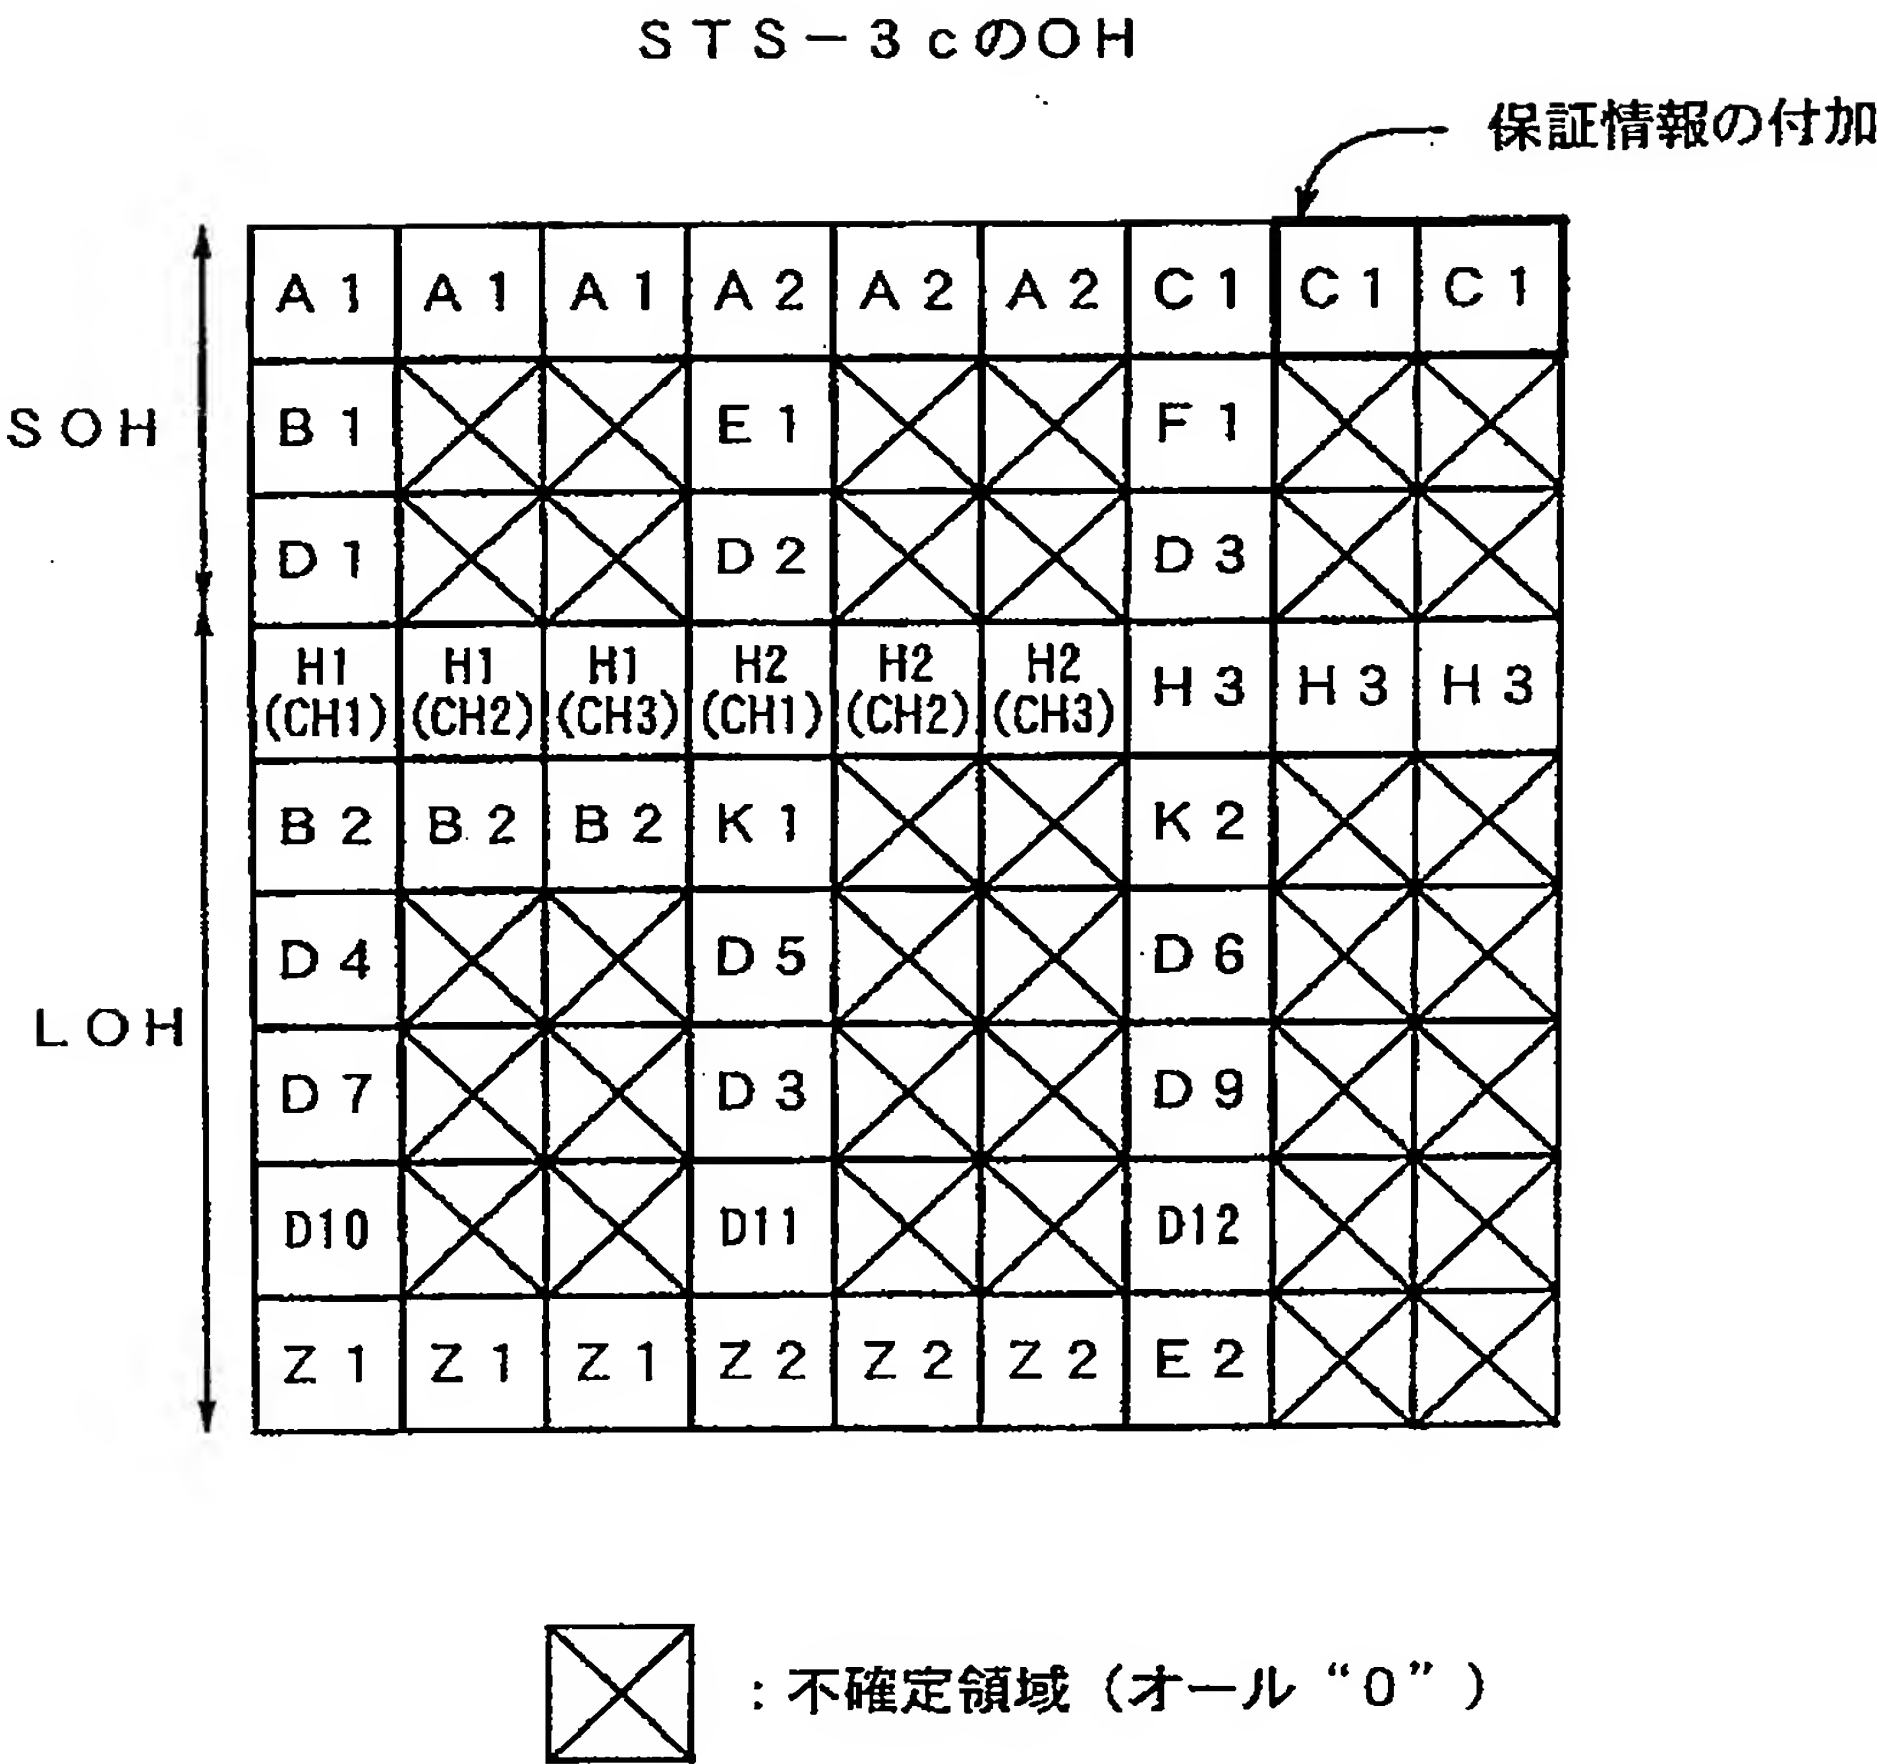 STS－3cのOH
保証情報の付加
A1 A1 A1 A2 A2 A2 C1 C1 C1
SOH
B1 E1 F1
D1 D2 D3
H1 (CH1) H1 (CH2) H1 (CH3) H2 (CH1) H2 (CH2) H2 (CH3) H3 H3 H3
B2 B2 B2 K1 K2
D4 D5 D6
LOH
D7 D3 D9
D10 D11 D12
Z1 Z1 Z1 Z2 Z2 Z2 E2
：不確定領域（オール“0”）